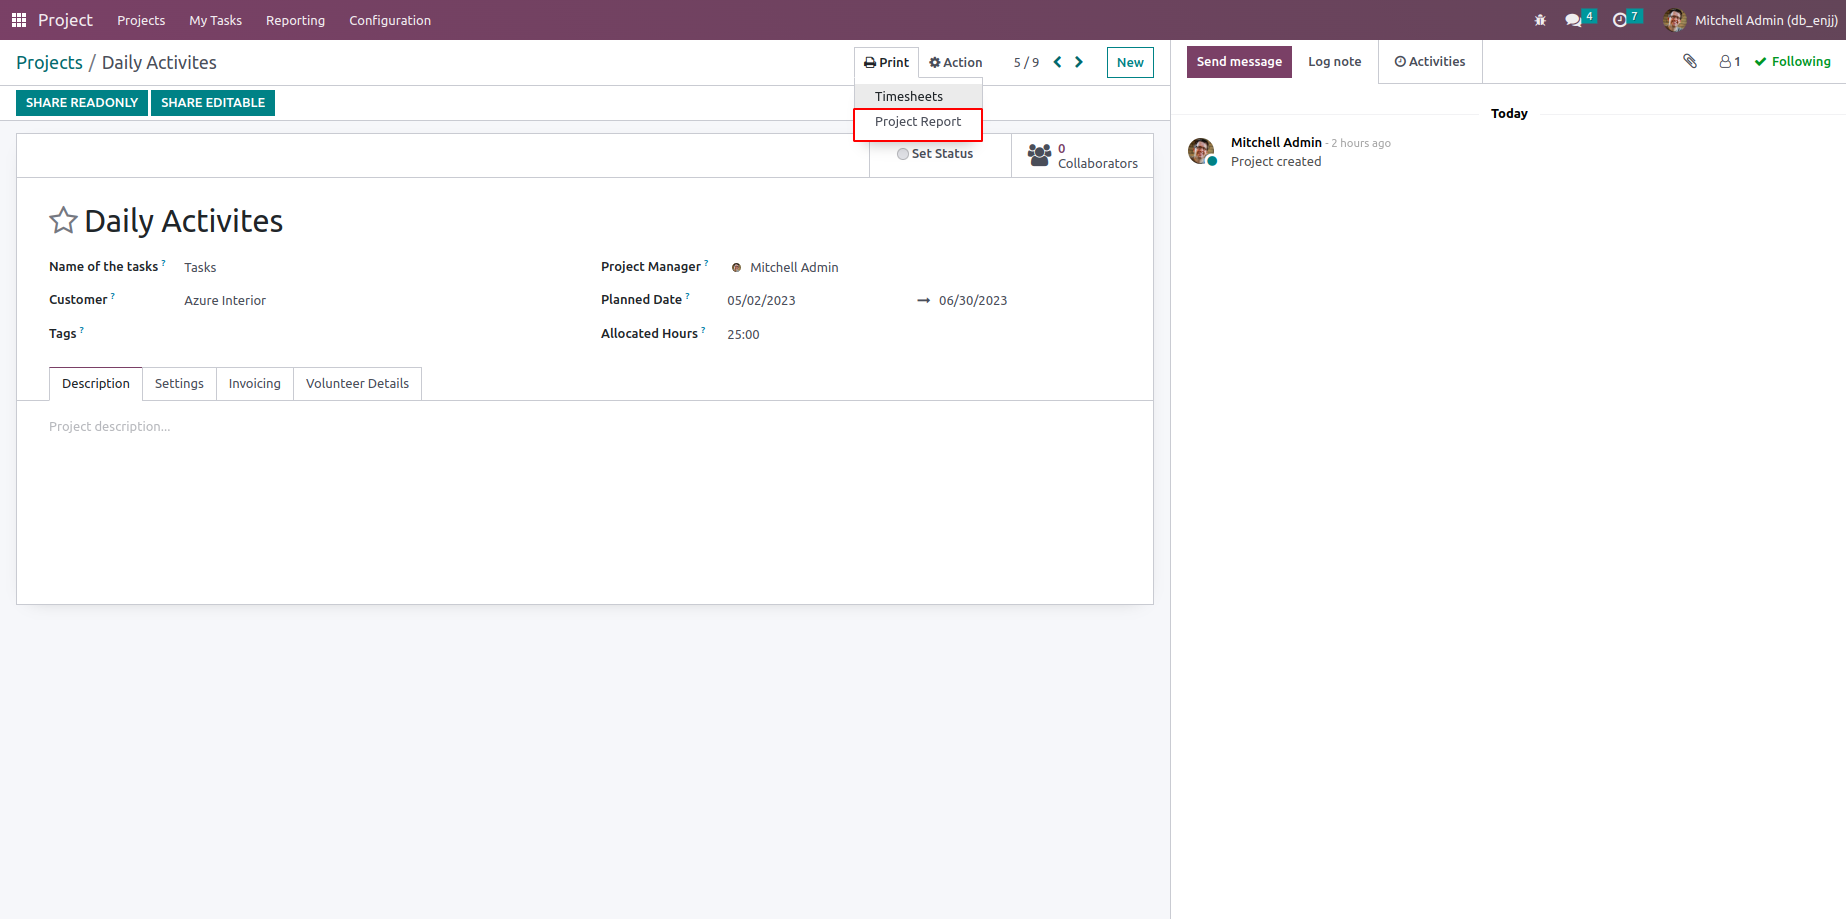 Project Projects My Tasks Reporting Configuration 4 7 Mitchell Admin (db_enjj)
Projects / Daily Activites Print Action 5 / 9 New
SHARE READONLY SHARE EDITABLE
Timesheets
Project Report
Set Status
0
Collaborators
Daily Activites
Name of the tasks ? Tasks
Customer ? Azure Interior
Tags ?
Project Manager ? Mitchell Admin
Planned Date ? 05/02/2023 → 06/30/2023
Allocated Hours ? 25:00
Description Settings Invoicing Volunteer Details
Project description...
Send message Log note Activities 1 Following
Today
Mitchell Admin - 2 hours ago
Project created